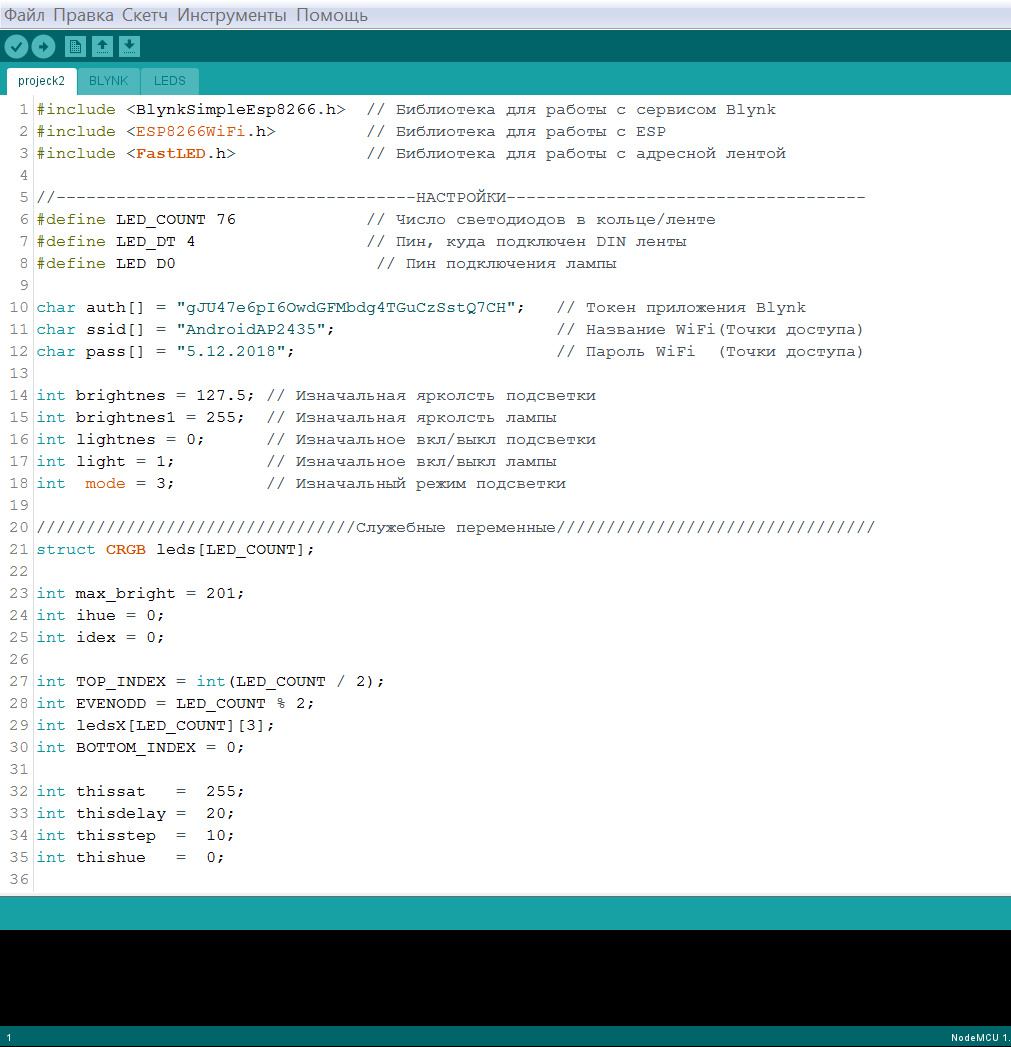 Файл Правка Скетч Инструменты Помощь
projeck2 BLYNK LEDS
1 #include <BlynkSimpleEsp8266.h> // Библиотека для работы с сервисом Blynk
2 #include <ESP8266WiFi.h> // Библиотека для работы с ESP
3 #include <FastLED.h> // Библиотека для работы с адресной лентой
4
5 //------------------------------------НАСТРОЙКИ------------------------------------
6 #define LED_COUNT 76 // Число светодиодов в кольце/ленте
7 #define LED_DT 4 // Пин, куда подключен DIN ленты
8 #define LED D0 // Пин подключения лампы
9
10 char auth[] = "gJU47e6pI6OwdGFMbdg4TGuCzSstQ7CH"; // Токен приложения Blynk
11 char ssid[] = "AndroidAP2435"; // Название WiFi(Точки доступа)
12 char pass[] = "5.12.2018"; // Пароль WiFi (Точки доступа)
13
14 int brightnes = 127.5; // Изначальная ярколсть подсветки
15 int brightnes1 = 255; // Изначальная ярколсть лампы
16 int lightnes = 0; // Изначальное вкл/выкл подсветки
17 int light = 1; // Изначальное вкл/выкл лампы
18 int mode = 3; // Изначальный режим подсветки
19
20 ////////////////////////////////Служебные переменные////////////////////////////////
21 struct CRGB leds[LED_COUNT];
22
23 int max_bright = 201;
24 int ihue = 0;
25 int idex = 0;
26
27 int TOP_INDEX = int(LED_COUNT / 2);
28 int EVENODD = LED_COUNT % 2;
29 int ledsX[LED_COUNT][3];
30 int BOTTOM_INDEX = 0;
31
32 int thissat = 255;
33 int thisdelay = 20;
34 int thisstep = 10;
35 int thishue = 0;
36
1 NodeMCU 1.